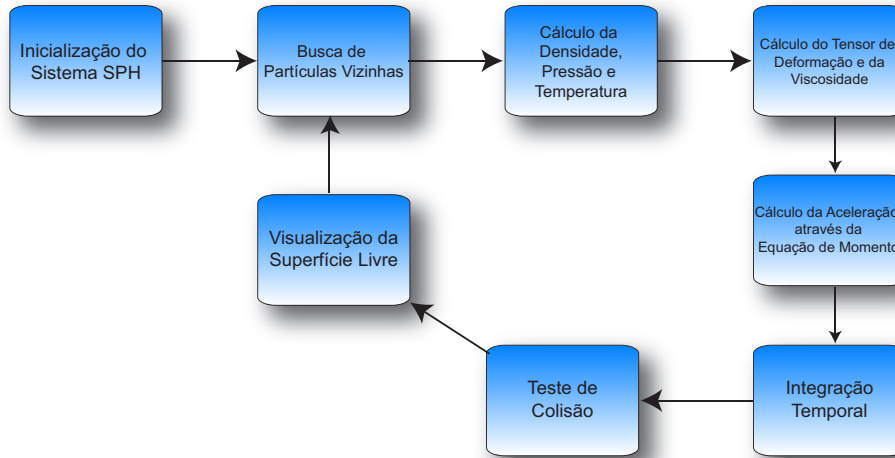 Inicialização do
Sistema SPH
Busca de
Partículas Vizinhas
Cálculo da
Densidade,
Pressão e
Temperatura
Cálculo do Tensor de
Deformação e da
Viscosidade
Cálculo da Aceleração
através da
Equação de Momento
Integração
Temporal
Teste de
Colisão
Visualização da
Superfície Livre